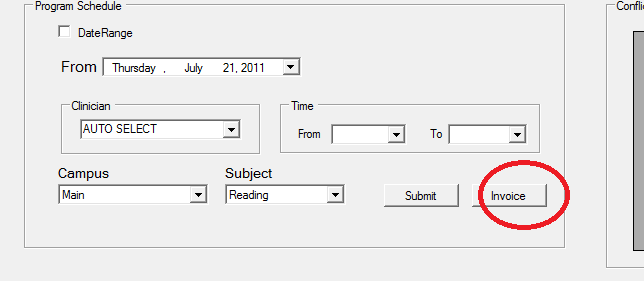 Program Schedule
Confli
DateRange
From Thursday , July 21, 2011
Clinician
Time
AUTO SELECT
From
To
Campus
Subject
Main
Reading
Submit
Invoice